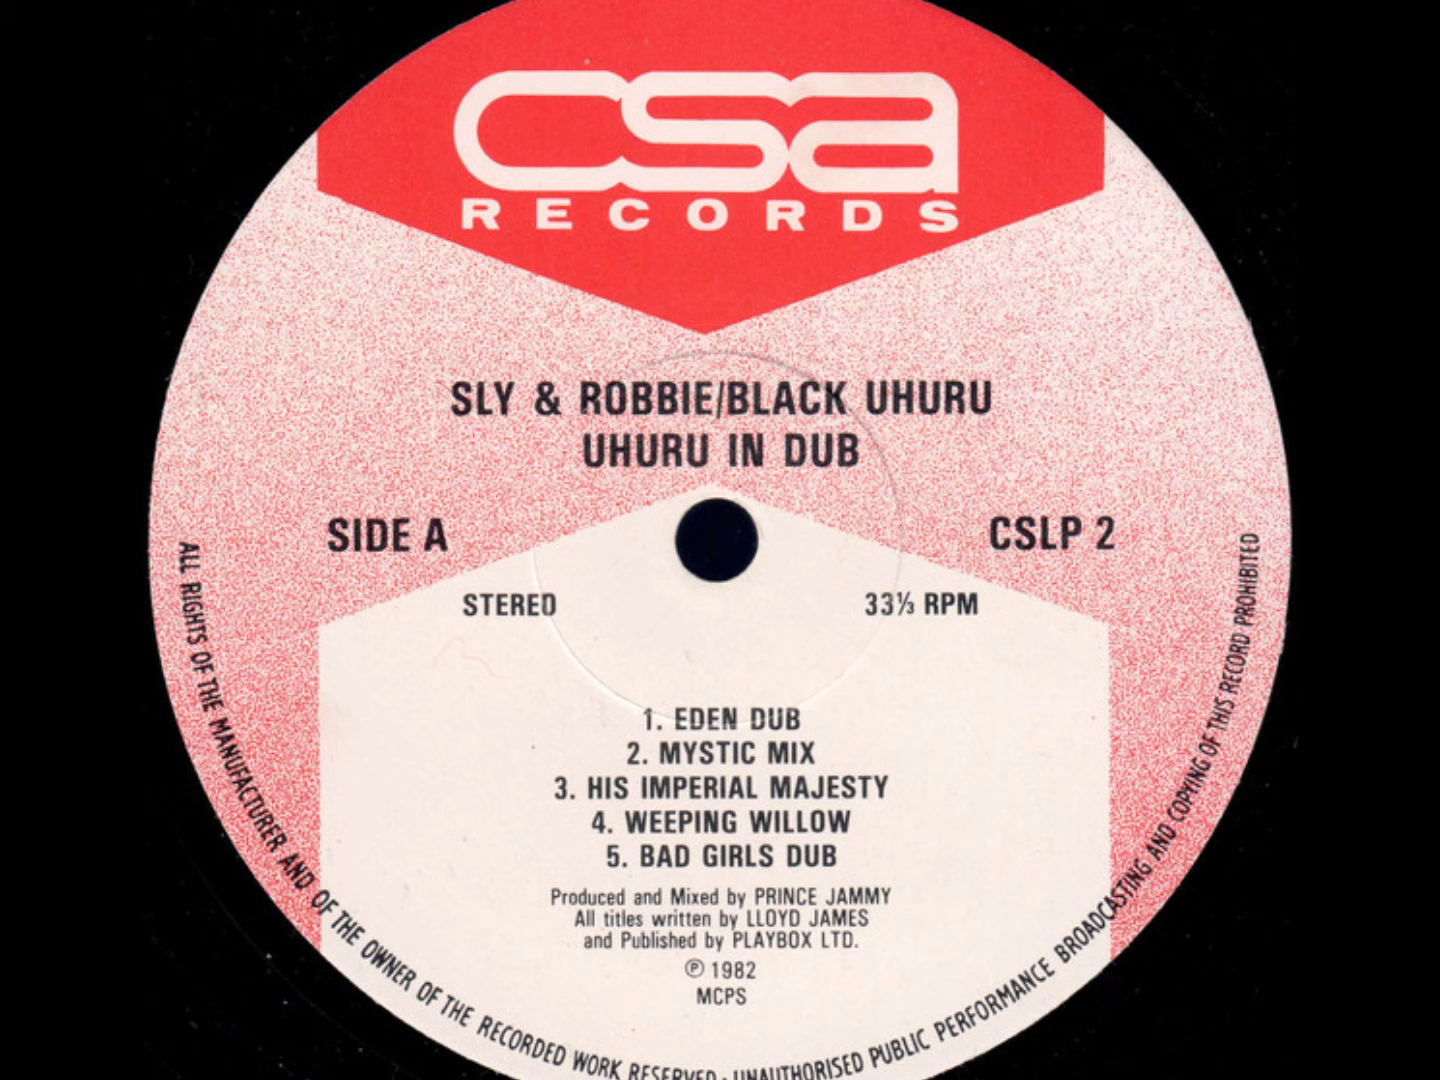 csa
RECORDS
SLY & ROBBIE/BLACK UHURU
UHURU IN DUB
SIDE A
CSLP 2
STEREO
33⅓ RPM
1. EDEN DUB
2. MYSTIC MIX
3. HIS IMPERIAL MAJESTY
4. WEEPING WILLOW
5. BAD GIRLS DUB
Produced and Mixed by PRINCE JAMMY
All titles written by LLOYD JAMES
and Published by PLAYBOX LTD.
℗ 1982
MCPS
ALL RIGHTS OF THE MANUFACTURER AND OF THE OWNER OF THE RECORDED WORK RESERVED · UNAUTHORISED PUBLIC PERFORMANCE BROADCASTING AND COPYING OF THIS RECORD PROHIBITED